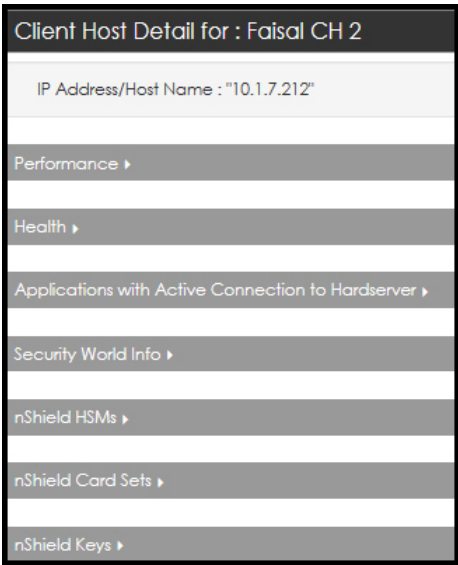 Client Host Detail for : Faisal CH 2
IP Address/Host Name : "10.1.7.212"
Performance
Health
Applications with Active Connection to Hardserver
Security World Info
nShield HSMs
nShield Card Sets
nShield Keys